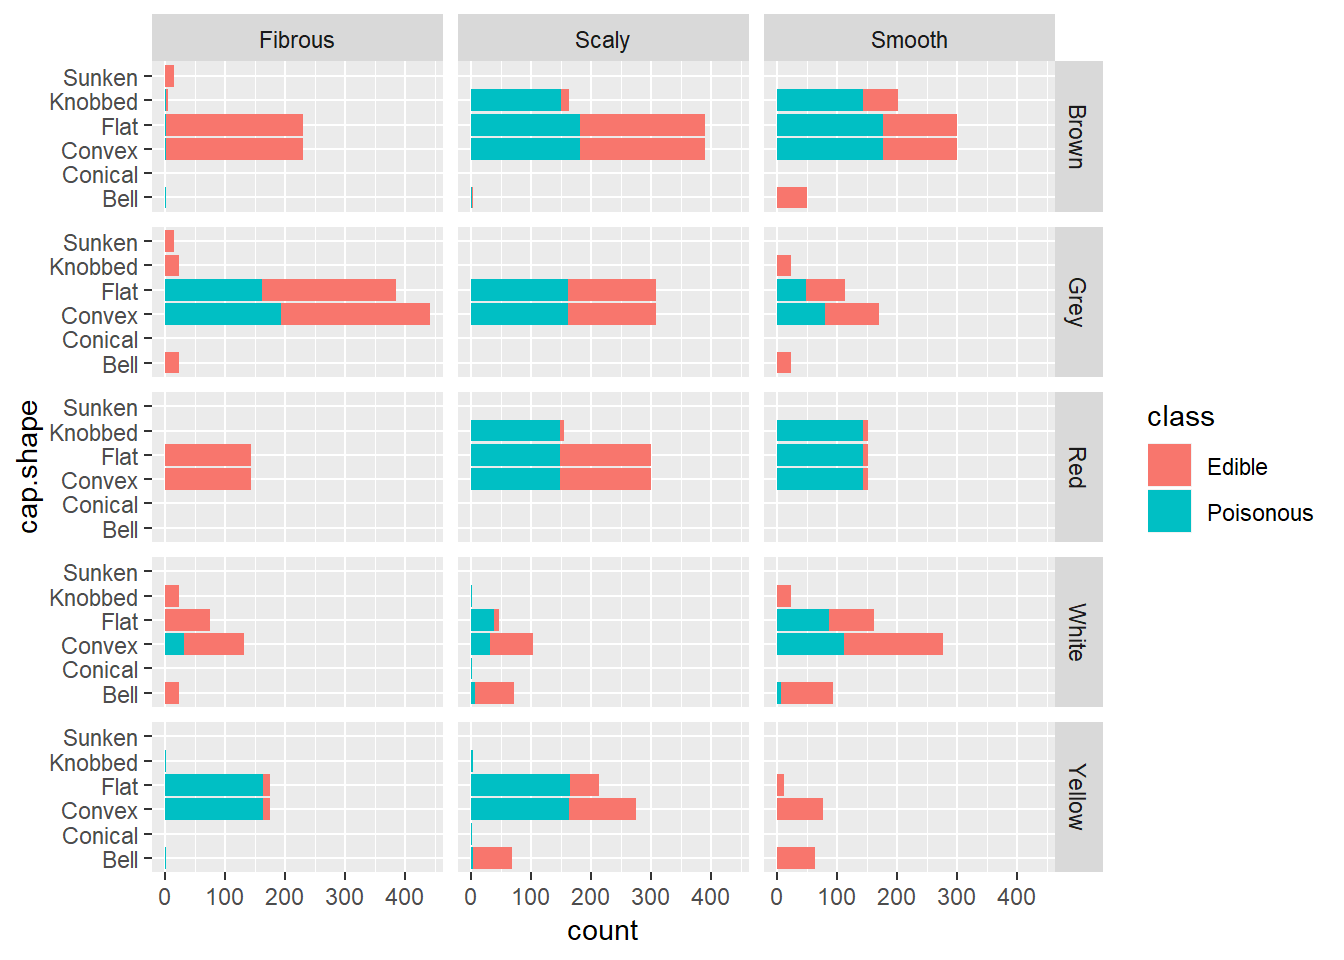 Fibrous Scaly Smooth
Sunken
Knobbed
Flat
Convex
Conical
Bell
Brown
Sunken
Knobbed
Flat
Convex
Conical
Bell
Grey
Sunken
Knobbed
Flat
Convex
Conical
Bell
Red
Sunken
Knobbed
Flat
Convex
Conical
Bell
White
Sunken
Knobbed
Flat
Convex
Conical
Bell
Yellow
0 100 200 300 400 0 100 200 300 400 0 100 200 300 400
count
cap.shape
class
Edible
Poisonous